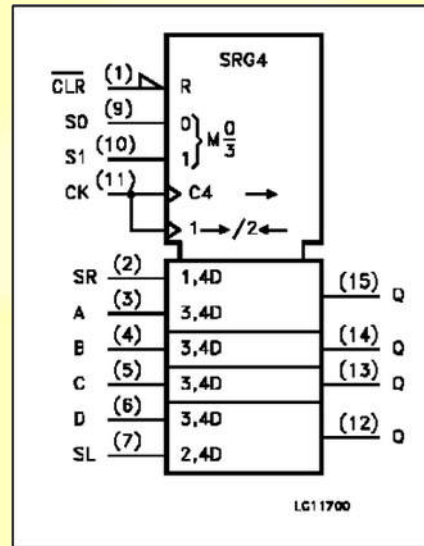 SRG4
CLR (1) R
S0 (9) 0
S1 (10) 1 } M 0/3
CK (11) C4 →
1→/2←
SR (2) 1,4D
A (3) 3,4D (15) Q
B (4) 3,4D (14) Q
C (5) 3,4D (13) Q
D (6) 3,4D (12) Q
SL (7) 2,4D
LC11700